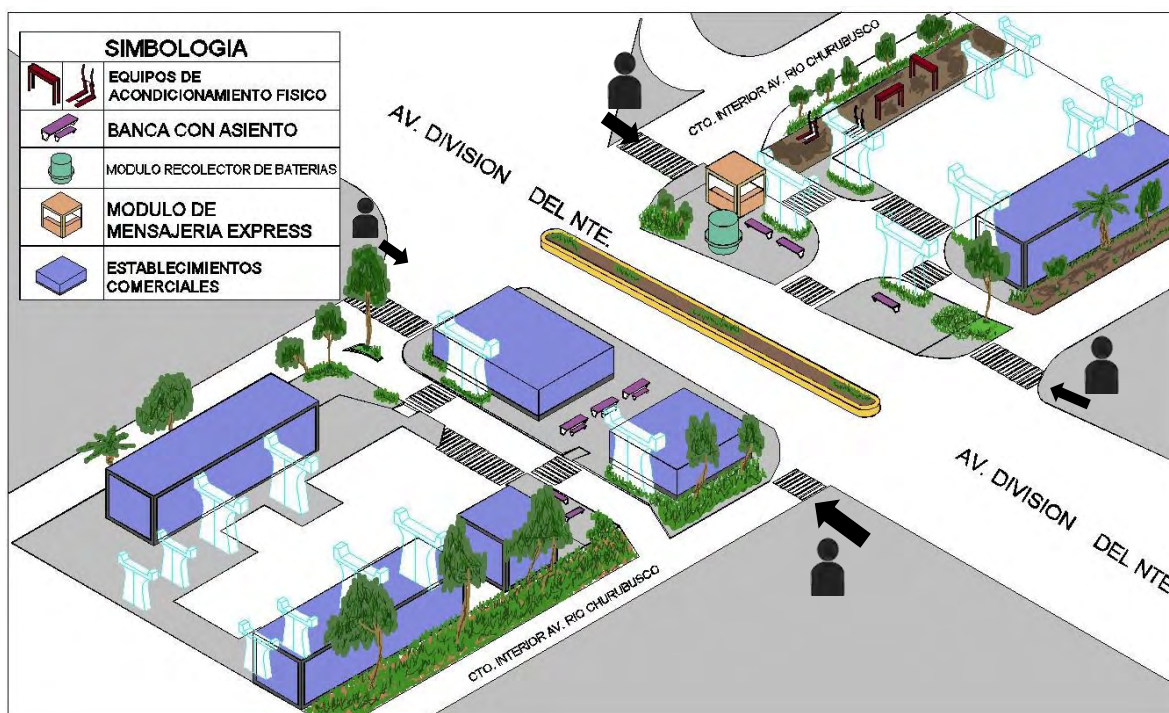 SIMBOLOGIA
EQUIPOS DE
ACONDICIONAMIENTO FISICO
BANCA CON ASIENTO
MODULO RECOLECTOR DE BATERIAS
MODULO DE
MENSAJERIA EXPRESS
ESTABLECIMIENTOS
COMERCIALES
CTO. INTERIOR AV. RIO CHURUBUSCO
AV. DIVISION
DEL NTE.
AV. DIVISION
DEL NTE.
CTO. INTERIOR AV. RIO CHURUBUSCO